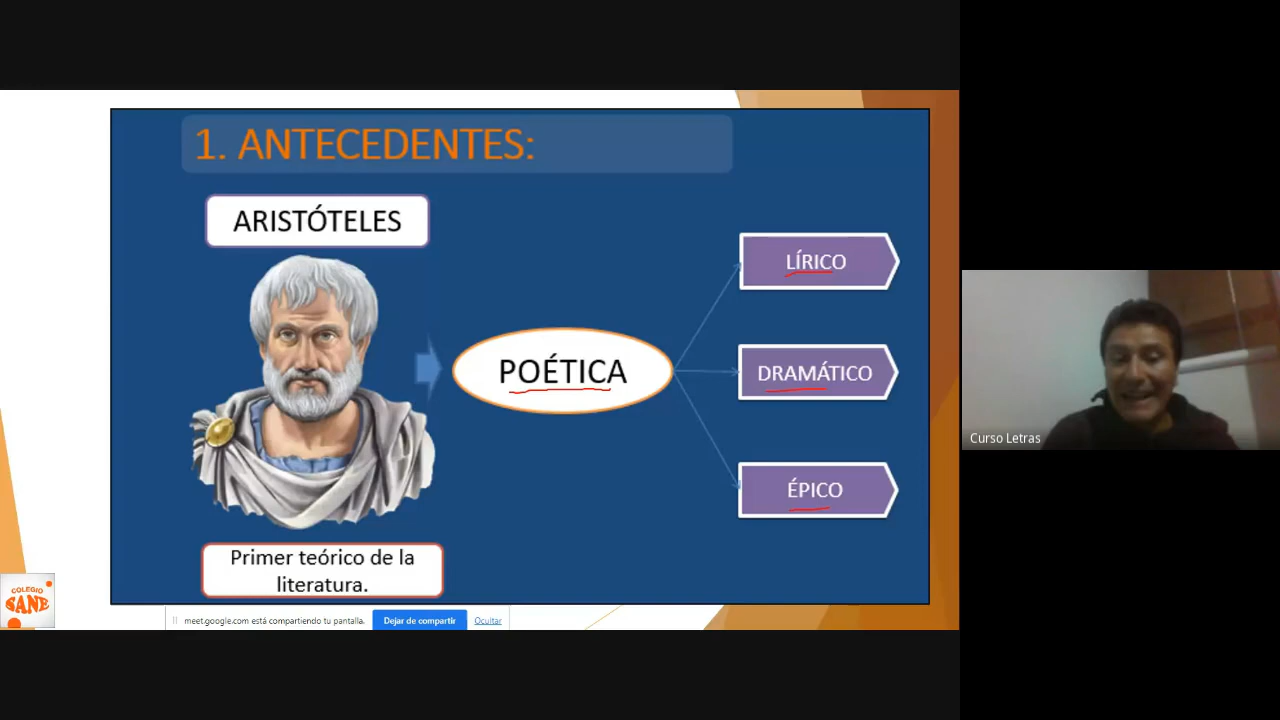 1. ANTECEDENTES:
ARISTÓTELES
POÉTICA
LÍRICO
DRAMÁTICO
ÉPICO
Primer teórico de la
literatura.
COLEGIO
SANE
meet.google.com está compartiendo tu pantalla.
Dejar de compartir
Ocultar
Curso Letras